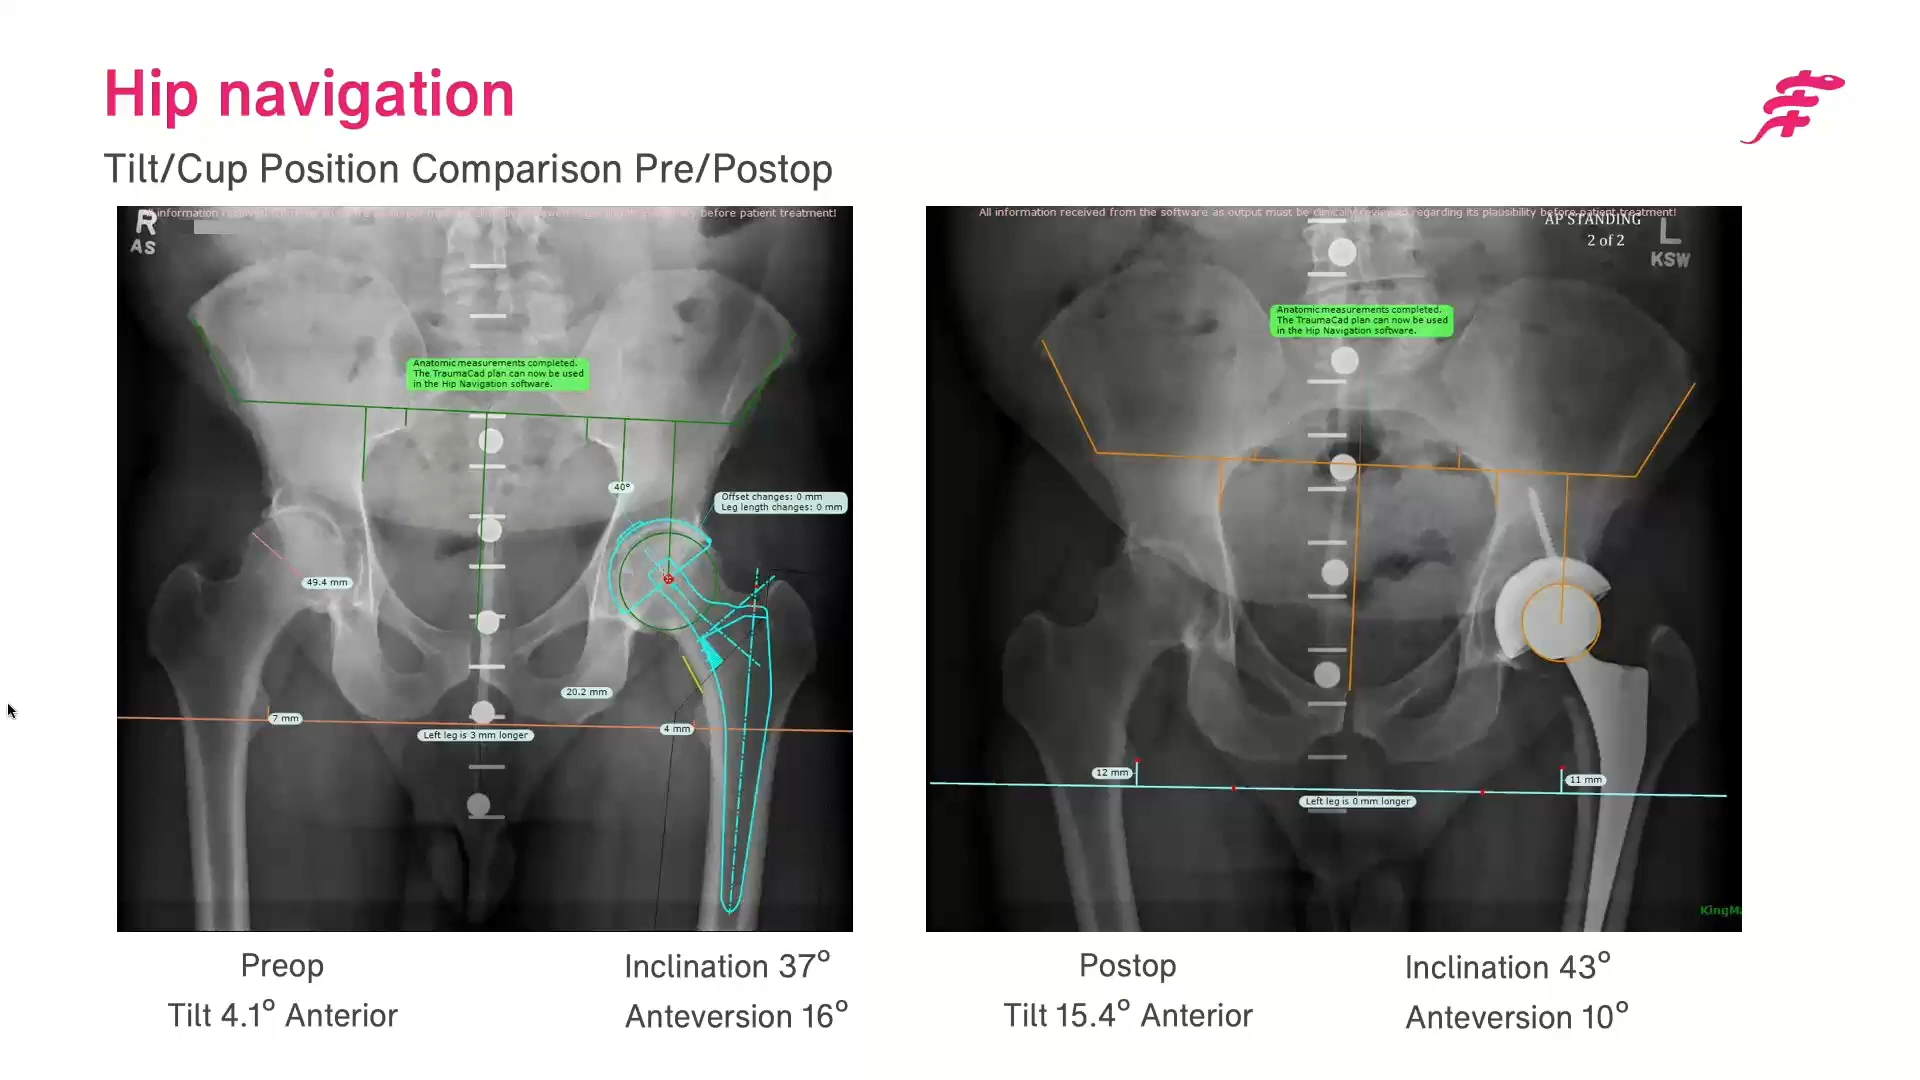 Hip navigation
Tilt/Cup Position Comparison Pre/Postop
before patient treatment!
R
AS
Anatomic measurements completed.
The TraumaCad plan can now be used
in the Hip Navigation software.
40°
Offset changes: 0 mm
Leg length changes: 0 mm
49.4 mm
20.2 mm
7 mm
4 mm
Left leg is 3 mm longer
All information received from the software as output must be clinically reviewed regarding its plausibility before patient treatment!
AP STANDING
2 of 2
L
KSW
Anatomic measurements completed.
The TraumaCad plan can now be used
in the Hip Navigation software.
12 mm
11 mm
Left leg is 0 mm longer
KingMa
Preop
Inclination 37°
Tilt 4.1° Anterior
Anteversion 16°
Postop
Inclination 43°
Tilt 15.4° Anterior
Anteversion 10°